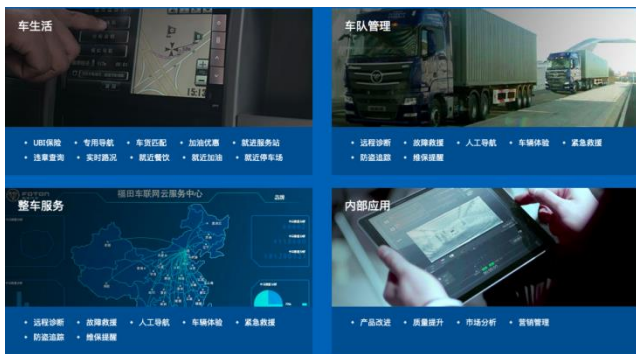 车生活
15:12
• UBI保险 • 专用导航 • 车货匹配 • 加油优惠 • 就进服务站
• 违章查询 • 实时路况 • 就近餐饮 • 就近加油 • 就近停车场
车队管理
• 远程诊断 • 故障救援 • 人工导航 • 车辆体验 • 紧急救援
• 防盗追踪 • 维保提醒
FOTON
福田车联网云服务中心
整车服务
• 远程诊断 • 故障救援 • 人工导航 • 车辆体验 • 紧急救援
• 防盗追踪 • 维保提醒
内部应用
• 产品改进 • 质量提升 • 市场分析 • 营销管理